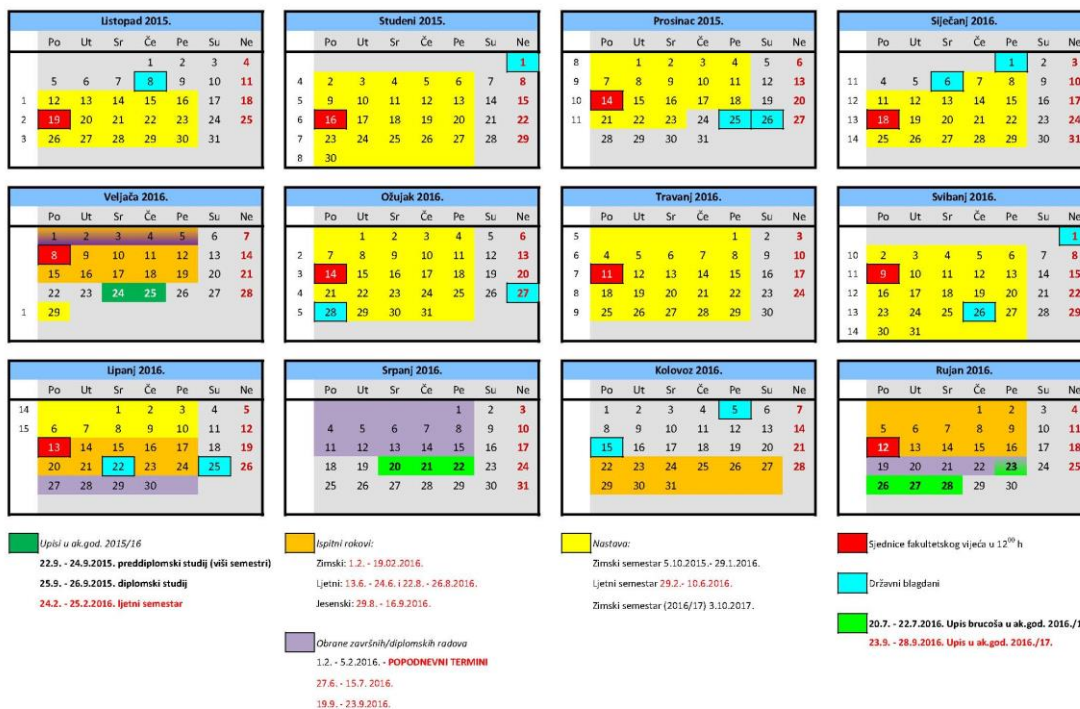 Listopad 2015.
Po Ut Sr Če Pe Su Ne
1 2 3 4
5 6 7 8 9 10 11
1 12 13 14 15 16 17 18
2 19 20 21 22 23 24 25
3 26 27 28 29 30 31
Studeni 2015.
Po Ut Sr Če Pe Su Ne
1
4 2 3 4 5 6 7 8
5 9 10 11 12 13 14 15
6 16 17 18 19 20 21 22
7 23 24 25 26 27 28 29
8 30
Prosinac 2015.
Po Ut Sr Če Pe Su Ne
8 1 2 3 4 5 6
9 7 8 9 10 11 12 13
10 14 15 16 17 18 19 20
11 21 22 23 24 25 26 27
28 29 30 31
Siječanj 2016.
Po Ut Sr Če Pe Su Ne
1 2 3
11 4 5 6 7 8 9 10
12 11 12 13 14 15 16 17
13 18 19 20 21 22 23 24
14 25 26 27 28 29 30 31
Veljača 2016.
Po Ut Sr Če Pe Su Ne
1 2 3 4 5 6 7
8 9 10 11 12 13 14
15 16 17 18 19 20 21
22 23 24 25 26 27 28
1 29
Ožujak 2016.
Po Ut Sr Če Pe Su Ne
1 2 3 4 5 6
2 7 8 9 10 11 12 13
3 14 15 16 17 18 19 20
4 21 22 23 24 25 26 27
5 28 29 30 31
Travanj 2016.
Po Ut Sr Če Pe Su Ne
5 1 2 3
6 4 5 6 7 8 9 10
7 11 12 13 14 15 16 17
8 18 19 20 21 22 23 24
9 25 26 27 28 29 30
Svibanj 2016.
Po Ut Sr Če Pe Su Ne
1
10 2 3 4 5 6 7 8
11 9 10 11 12 13 14 15
12 16 17 18 19 20 21 22
13 23 24 25 26 27 28 29
14 30 31
Lipanj 2016.
Po Ut Sr Če Pe Su Ne
14 1 2 3 4 5
15 6 7 8 9 10 11 12
13 14 15 16 17 18 19
20 21 22 23 24 25 26
27 28 29 30
Srpanj 2016.
Po Ut Sr Če Pe Su Ne
1 2 3
4 5 6 7 8 9 10
11 12 13 14 15 16 17
18 19 20 21 22 23 24
25 26 27 28 29 30 31
Kolovoz 2016.
Po Ut Sr Če Pe Su Ne
1 2 3 4 5 6 7
8 9 10 11 12 13 14
15 16 17 18 19 20 21
22 23 24 25 26 27 28
29 30 31
Rujan 2016.
Po Ut Sr Če Pe Su Ne
1 2 3 4
5 6 7 8 9 10 11
12 13 14 15 16 17 18
19 20 21 22 23 24 25
26 27 28 29 30
Upisi u ak.god. 2015/16
22.9. - 24.9.2015. preddiplomski studij (viši semestri)
25.9. - 26.9.2015. diplomski studij
24.2. - 25.2.2016. ljetni semestar
Ispitni rokovi:
Zimski: 1.2. - 19.02.2016.
Ljetni: 13.6. - 24.6. i 22.8. - 26.8.2016.
Jesenski: 29.8. - 16.9.2016.
Obrane završnih/diplomskih radova
1.2. - 5.2.2016. - POPODNEVNI TERMINI
27.6. - 15.7. 2016.
19.9. - 23.9.2016.
Nastava:
Zimski semestar 5.10.2015.- 29.1.2016.
Ljetni semestar 29.2.- 10.6.2016.
Zimski semestar (2016/17) 3.10.2017.
Sjednice fakultetskog vijeća u 12⁰⁰ h
Državni blagdani
20.7. - 22.7.2016. Upis brucoša u ak.god. 2016./1
23.9. - 28.9.2016. Upis u ak.god. 2016./17.